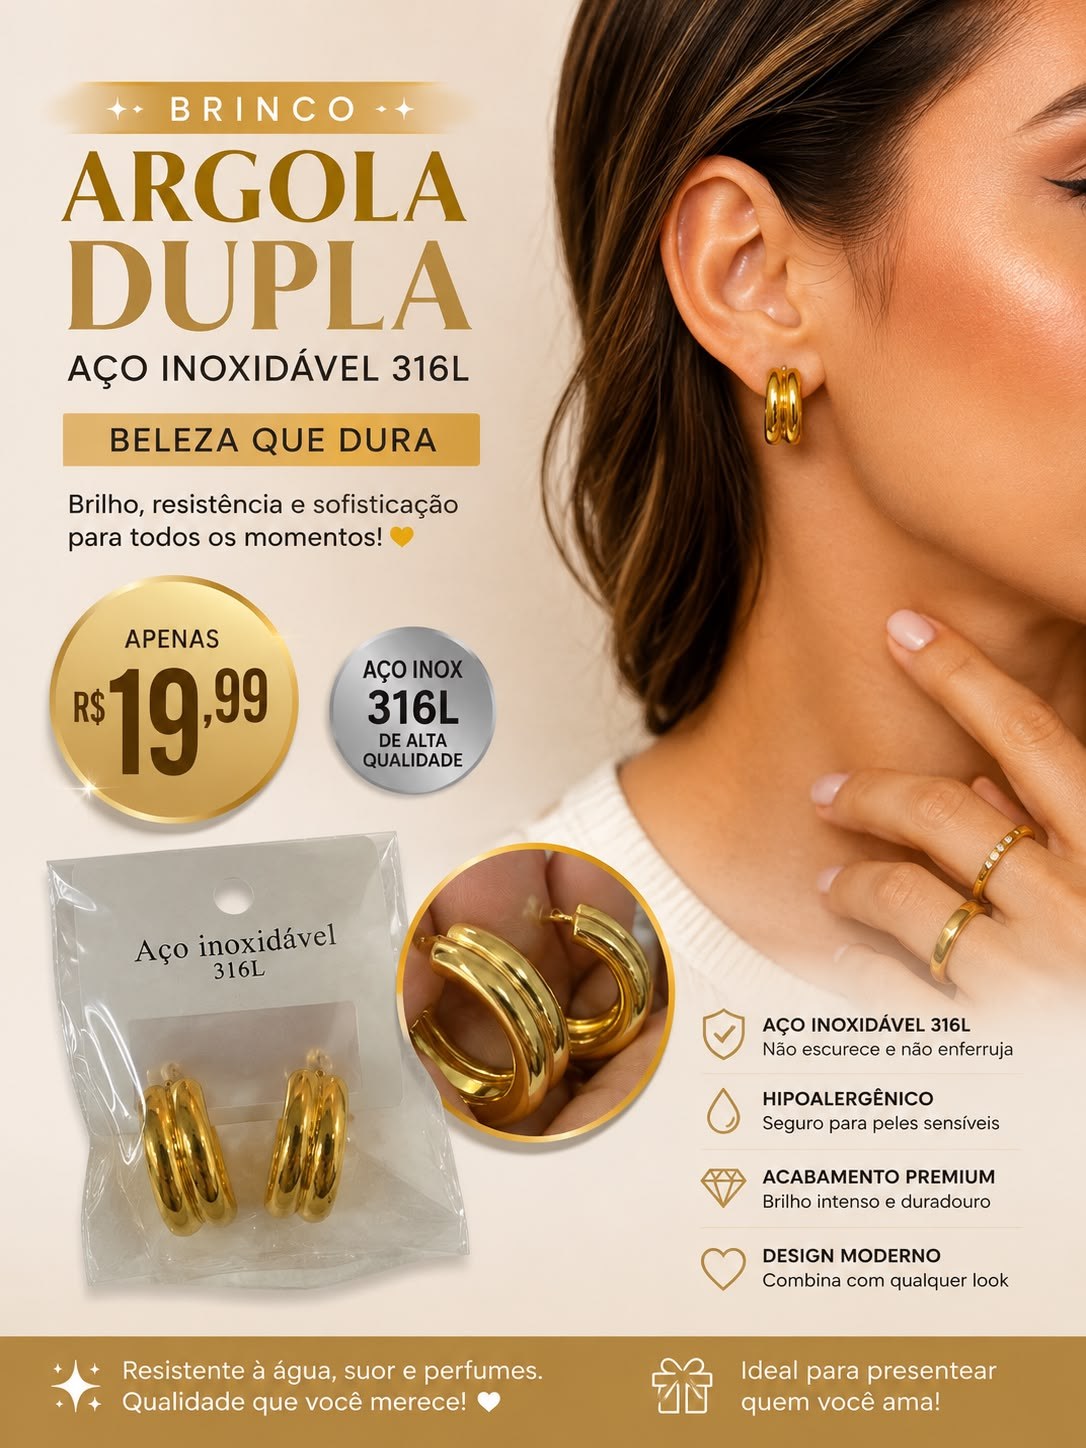 BRINCO
ARGOLA
DUPLA
AÇO INOXIDÁVEL 316L
BELEZA QUE DURA
Brilho, resistência e sofisticação
para todos os momentos!
APENAS
R$19,99
AÇO INOX
316L
DE ALTA
QUALIDADE
Aço inoxidável
316L
AÇO INOXIDÁVEL 316L
Não escurece e não enferruja
HIPOALERGÊNICO
Seguro para peles sensíveis
ACABAMENTO PREMIUM
Brilho intenso e duradouro
DESIGN MODERNO
Combina com qualquer look
Resistente à água, suor e perfumes.
Qualidade que você merece!
Ideal para presentear
quem você ama!